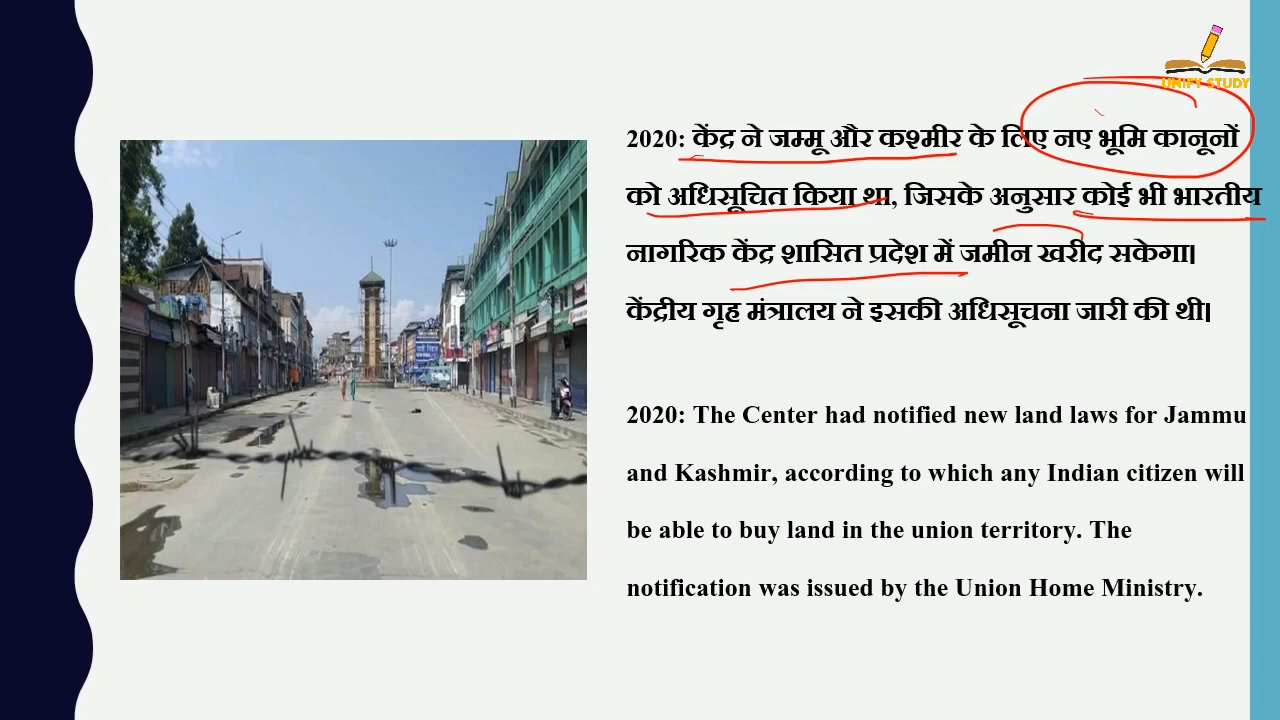 UNIFY STUDY
2020: केंद्र ने जम्मू और कश्मीर के लिए नए भूमि कानूनों
को अधिसूचित किया था, जिसके अनुसार कोई भी भारतीय
नागरिक केंद्र शासित प्रदेश में जमीन खरीद सकेगा।
केंद्रीय गृह मंत्रालय ने इसकी अधिसूचना जारी की थी।
2020: The Center had notified new land laws for Jammu
and Kashmir, according to which any Indian citizen will
be able to buy land in the union territory. The
notification was issued by the Union Home Ministry.